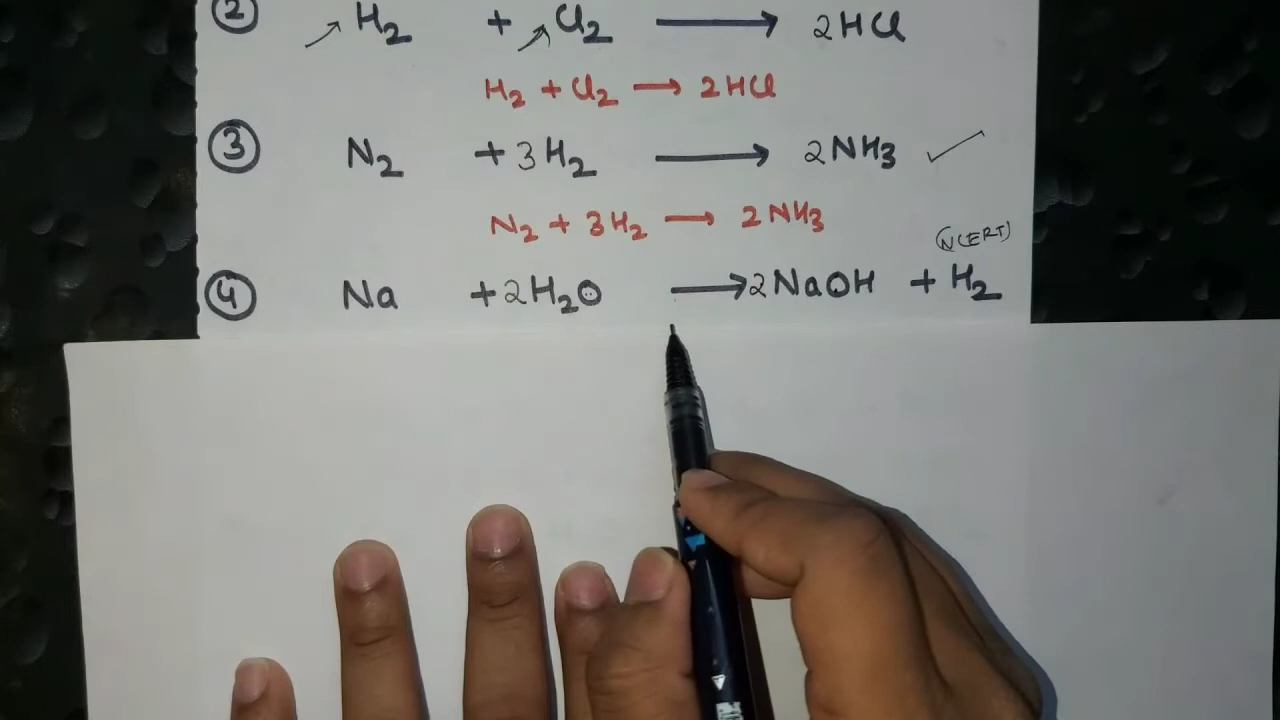 ② H₂ + Cl₂ ⟶ 2HCl
H₂ + Cl₂ ⟶ 2HCl
③ N₂ + 3H₂ ⟶ 2NH₃ ✓
N₂ + 3H₂ ⟶ 2NH₃
(NCERT)
④ Na + 2H₂O ⟶ 2NaOH + H₂